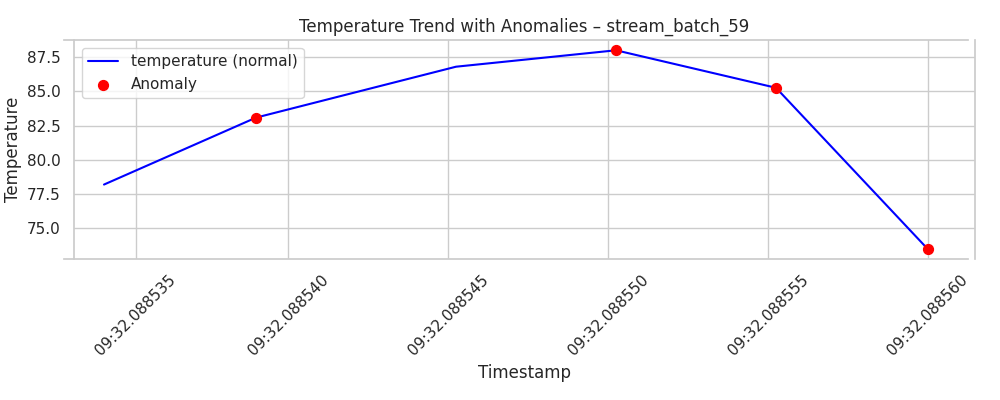 Temperature Trend with Anomalies – stream_batch_59
temperature (normal)
Anomaly
Temperature
87.5
85.0
82.5
80.0
77.5
75.0
09:32.088535
09:32.088540
09:32.088545
09:32.088550
09:32.088555
09:32.088560
Timestamp